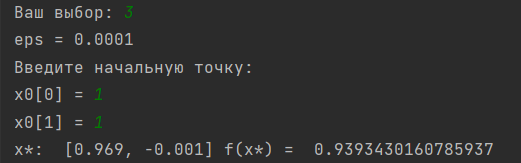 Ваш выбор: 3
eps = 0.0001
Введите начальную точку:
x0[0] = 1
x0[1] = 1
x*:  [0.969, -0.001] f(x*) =  0.9393430160785937